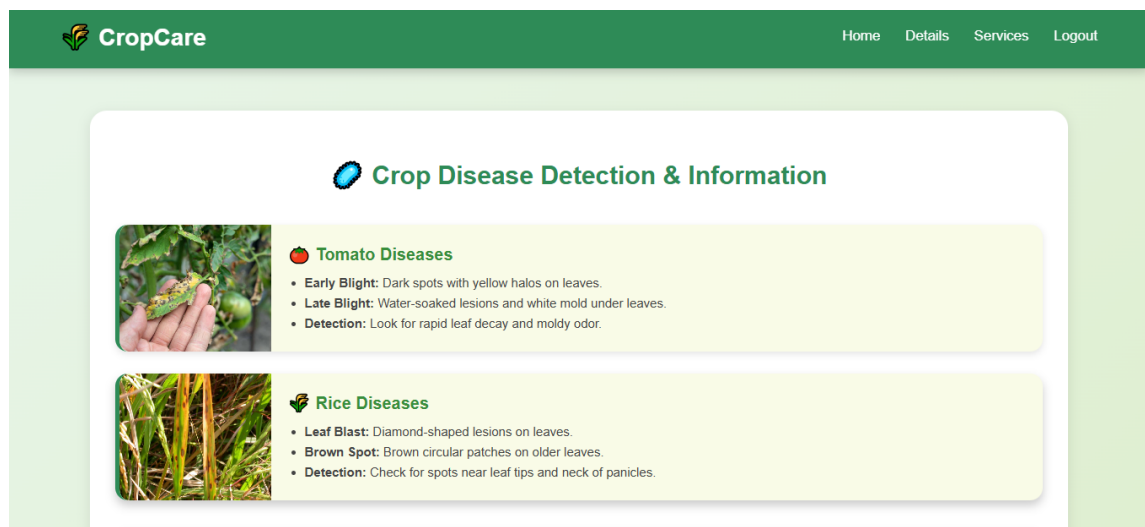 CropCare
Home Details Services Logout
Crop Disease Detection & Information
Tomato Diseases
Early Blight: Dark spots with yellow halos on leaves.
Late Blight: Water-soaked lesions and white mold under leaves.
Detection: Look for rapid leaf decay and moldy odor.
Rice Diseases
Leaf Blast: Diamond-shaped lesions on leaves.
Brown Spot: Brown circular patches on older leaves.
Detection: Check for spots near leaf tips and neck of panicles.